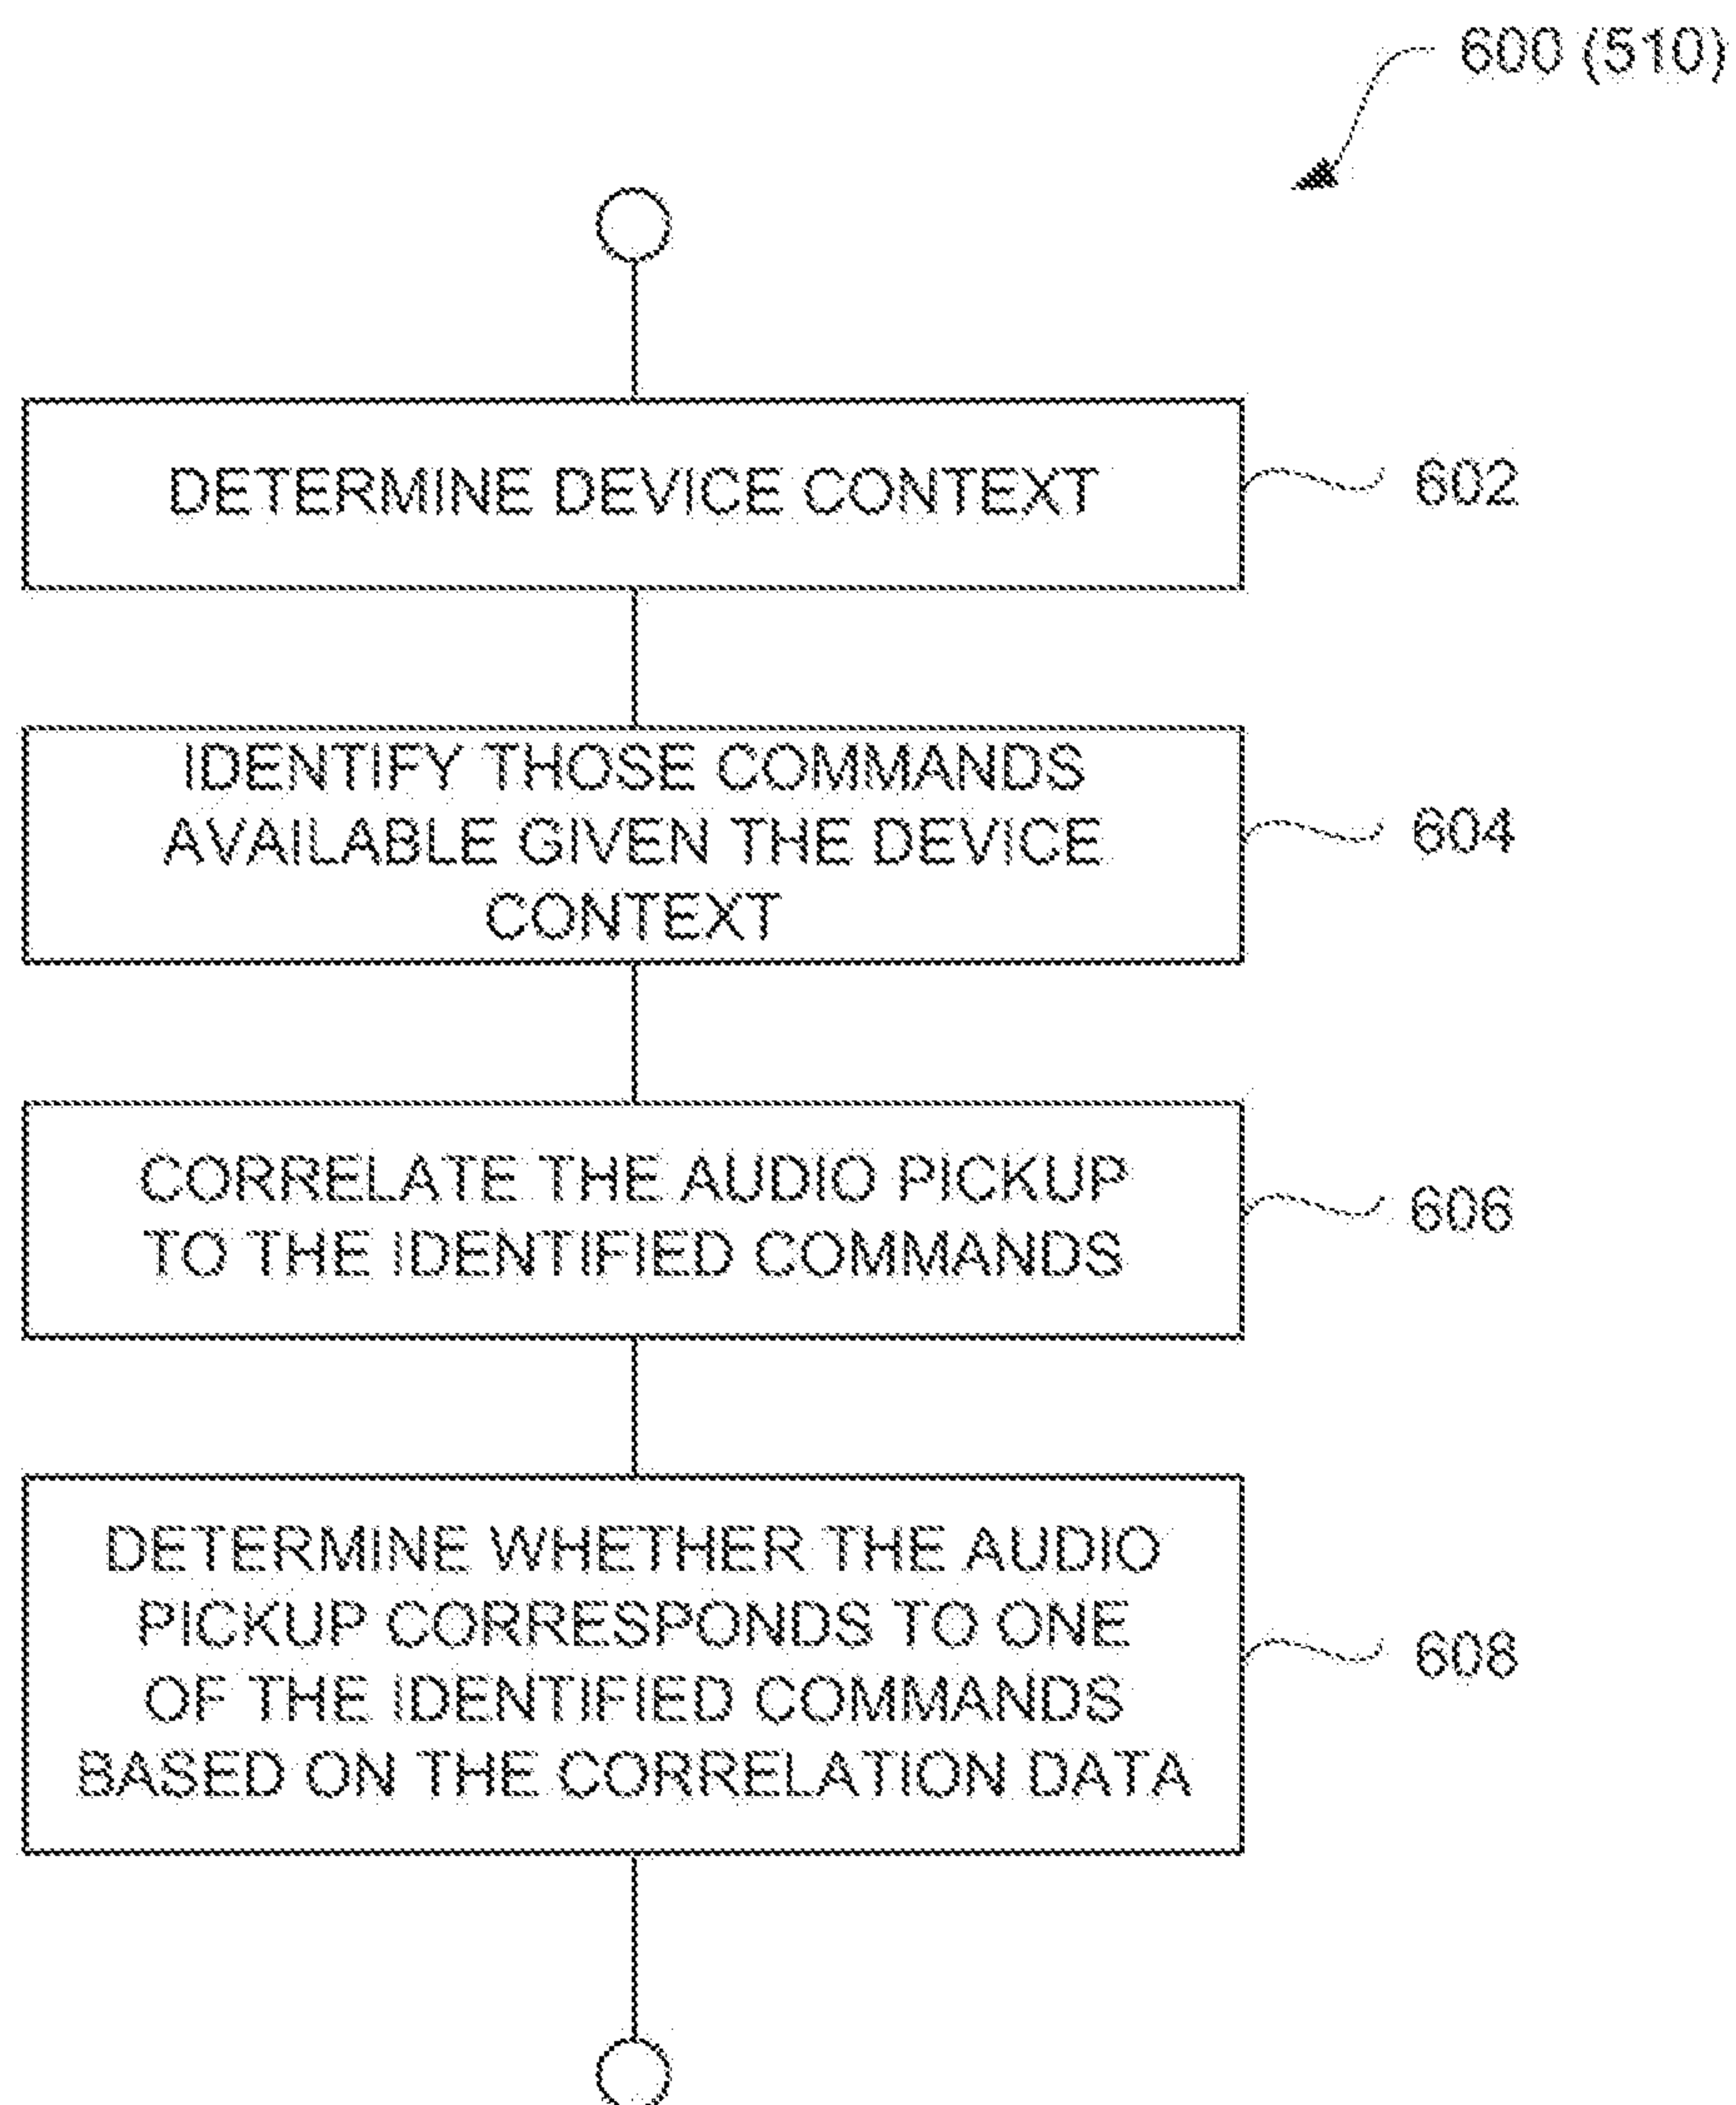 600 (510)
DETERMINE DEVICE CONTEXT
602
IDENTIFY THOSE COMMANDS
AVAILABLE GIVEN THE DEVICE
CONTEXT
604
CORRELATE THE AUDIO PICKUP
TO THE IDENTIFIED COMMANDS
606
DETERMINE WHETHER THE AUDIO
PICKUP CORRESPONDS TO ONE
OF THE IDENTIFIED COMMANDS
BASED ON THE CORRELATION DATA
608